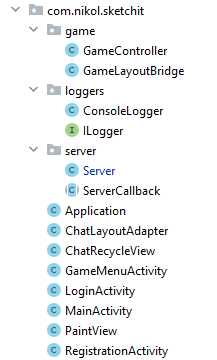 com.nikol.sketchit
game
GameController
GameLayoutBridge
loggers
ConsoleLogger
ILogger
server
Server
ServerCallback
Application
ChatLayoutAdapter
ChatRecycleView
GameMenuActivity
LoginActivity
MainActivity
PaintView
RegistrationActivity